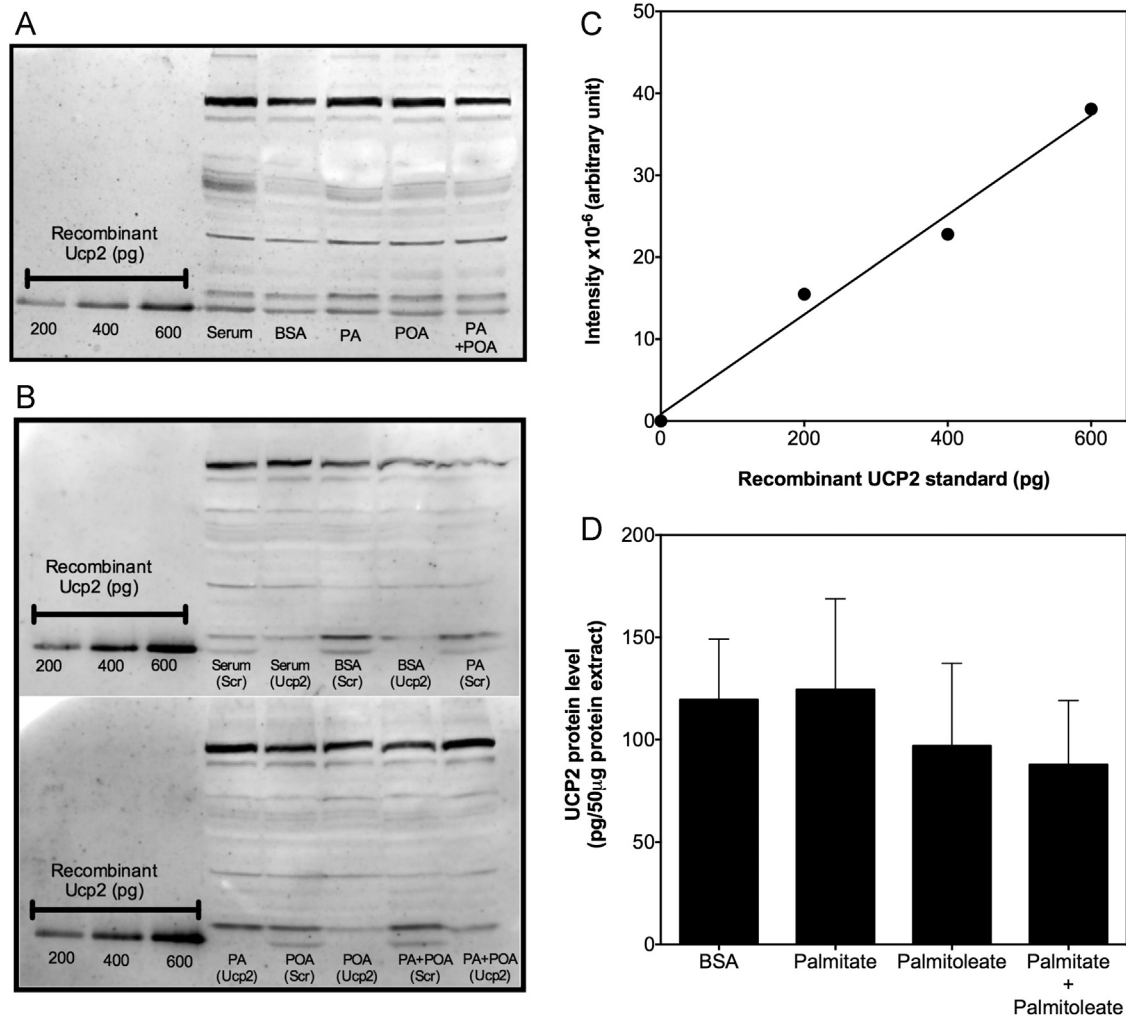 A
Recombinant
Ucp2 (pg)
200 400 600 Serum BSA PA POA PA
+POA
B
Recombinant
Ucp2 (pg)
200 400 600 Serum
(Scr) Serum
(Ucp2) BSA
(Scr) BSA
(Ucp2) PA
(Scr)
Recombinant
Ucp2 (pg)
200 400 600 PA
(Ucp2) POA
(Scr) POA
(Ucp2) PA+POA
(Scr) PA+POA
(Ucp2)
C
Intensity x10-6 (arbitrary unit)
50
40
30
20
10
0
0 200 400 600
Recombinant UCP2 standard (pg)
D
UCP2 protein level
(pg/50μg protein extract)
200
150
100
50
0
BSA Palmitate Palmitoleate Palmitate
+
Palmitoleate